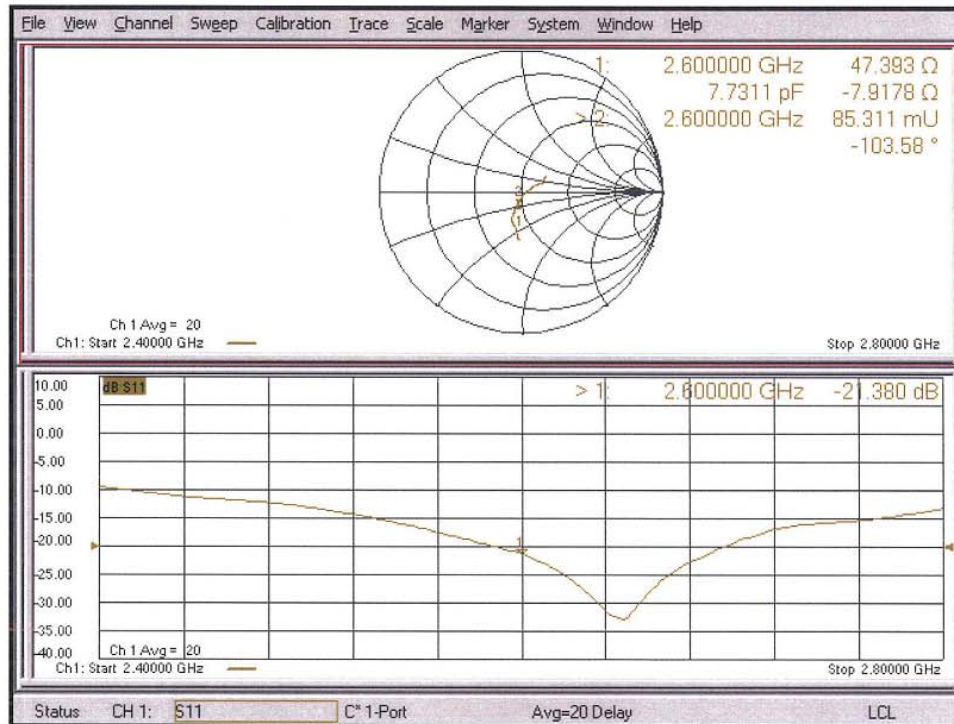 File View Channel Sweep Calibration Trace Scale Marker System Window Help
1: 2.600000 GHz 47.393 Ω
7.7311 pF -7.9178 Ω
> 2: 2.600000 GHz 85.311 mU
-103.58 °
2
1
Ch 1 Avg = 20
Ch1: Start 2.40000 GHz
Stop 2.80000 GHz
10.00
dB S11
> 1: 2.600000 GHz -21.380 dB
5.00
0.00
-5.00
-10.00
-15.00
-20.00
1
-25.00
-30.00
-35.00
-40.00
Ch 1 Avg = 20
Ch1: Start 2.40000 GHz
Stop 2.80000 GHz
Status CH 1: S11 C* 1-Port Avg=20 Delay LCL